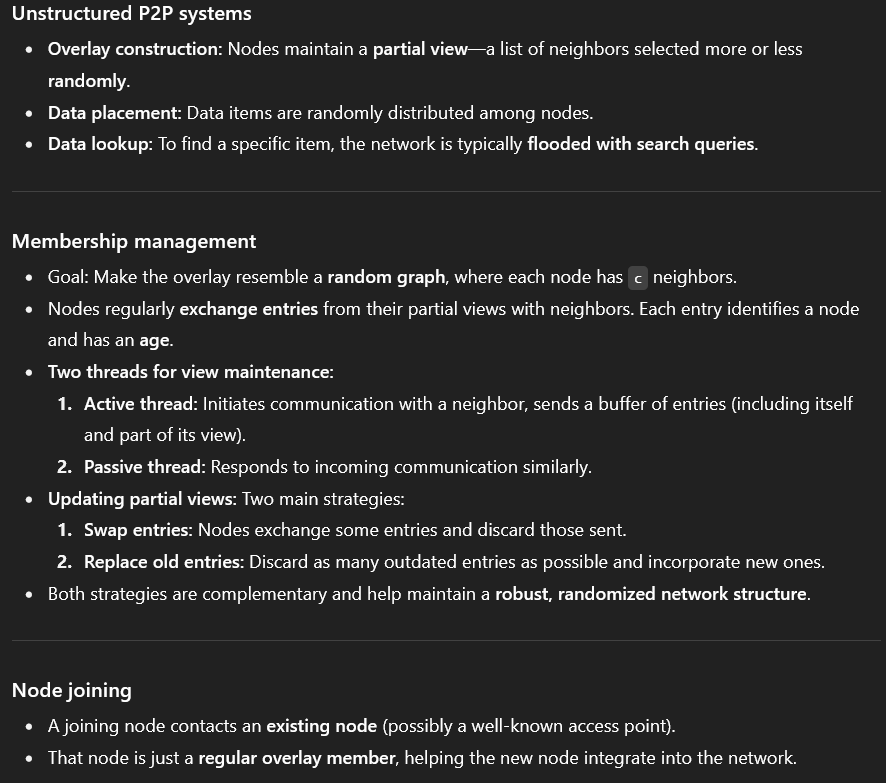 Unstructured P2P systems
• Overlay construction: Nodes maintain a partial view—a list of neighbors selected more or less
randomly.
• Data placement: Data items are randomly distributed among nodes.
• Data lookup: To find a specific item, the network is typically flooded with search queries.
Membership management
• Goal: Make the overlay resemble a random graph, where each node has c neighbors.
• Nodes regularly exchange entries from their partial views with neighbors. Each entry identifies a node
and has an age.
• Two threads for view maintenance:
1. Active thread: Initiates communication with a neighbor, sends a buffer of entries (including itself
and part of its view).
2. Passive thread: Responds to incoming communication similarly.
• Updating partial views: Two main strategies:
1. Swap entries: Nodes exchange some entries and discard those sent.
2. Replace old entries: Discard as many outdated entries as possible and incorporate new ones.
• Both strategies are complementary and help maintain a robust, randomized network structure.
Node joining
• A joining node contacts an existing node (possibly a well-known access point).
• That node is just a regular overlay member, helping the new node integrate into the network.